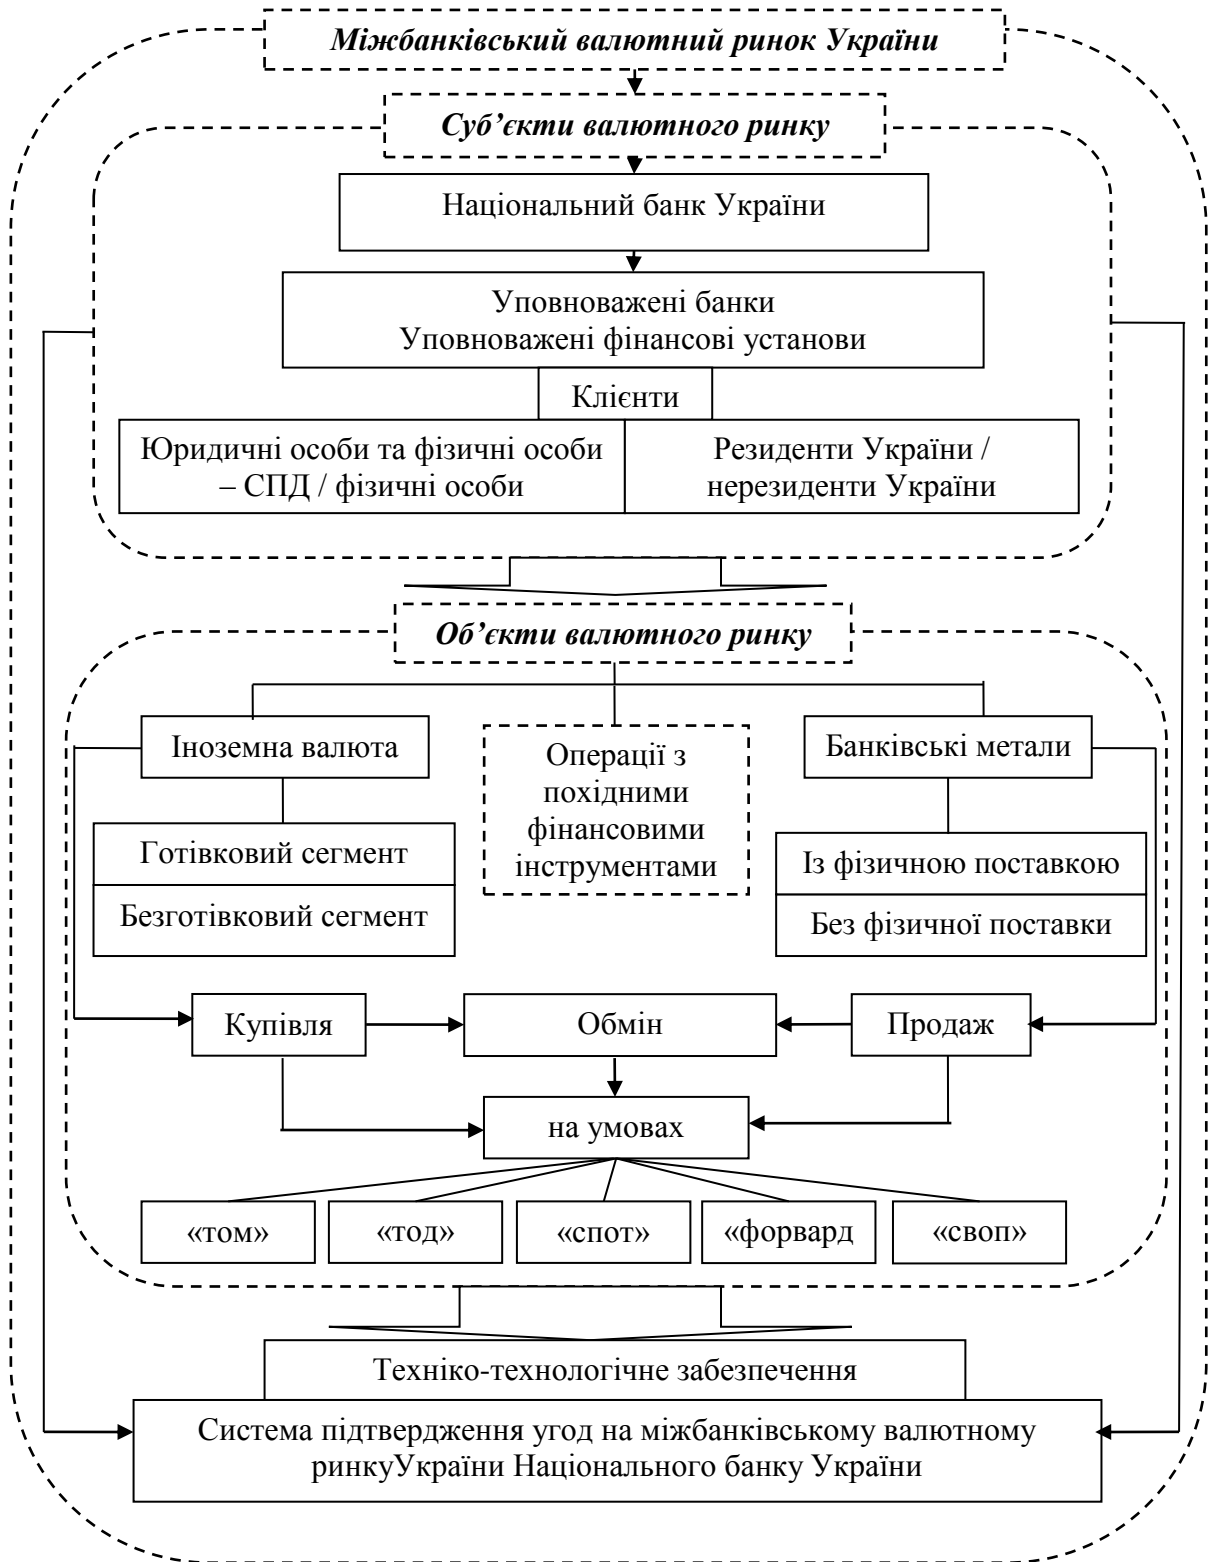 Міжбанківський валютний ринок України
Суб’єкти валютного ринку
Національний банк України
Уповноважені банки
Уповноважені фінансові установи
Клієнти
Юридичні особи та фізичні особи
– СПД / фізичні особи
Резиденти України /
нерезиденти України
Об’єкти валютного ринку
Іноземна валюта
Готівковий сегмент
Безготівковий сегмент
Операції з
похідними
фінансовими
інструментами
Банківські метали
Із фізичною поставкою
Без фізичної поставки
Купівля
Обмін
Продаж
на умовах
«том»
«тод»
«спот»
«форвард
«своп»
Техніко-технологічне забезпечення
Система підтвердження угод на міжбанківському валютному
ринкуУкраїни Національного банку України